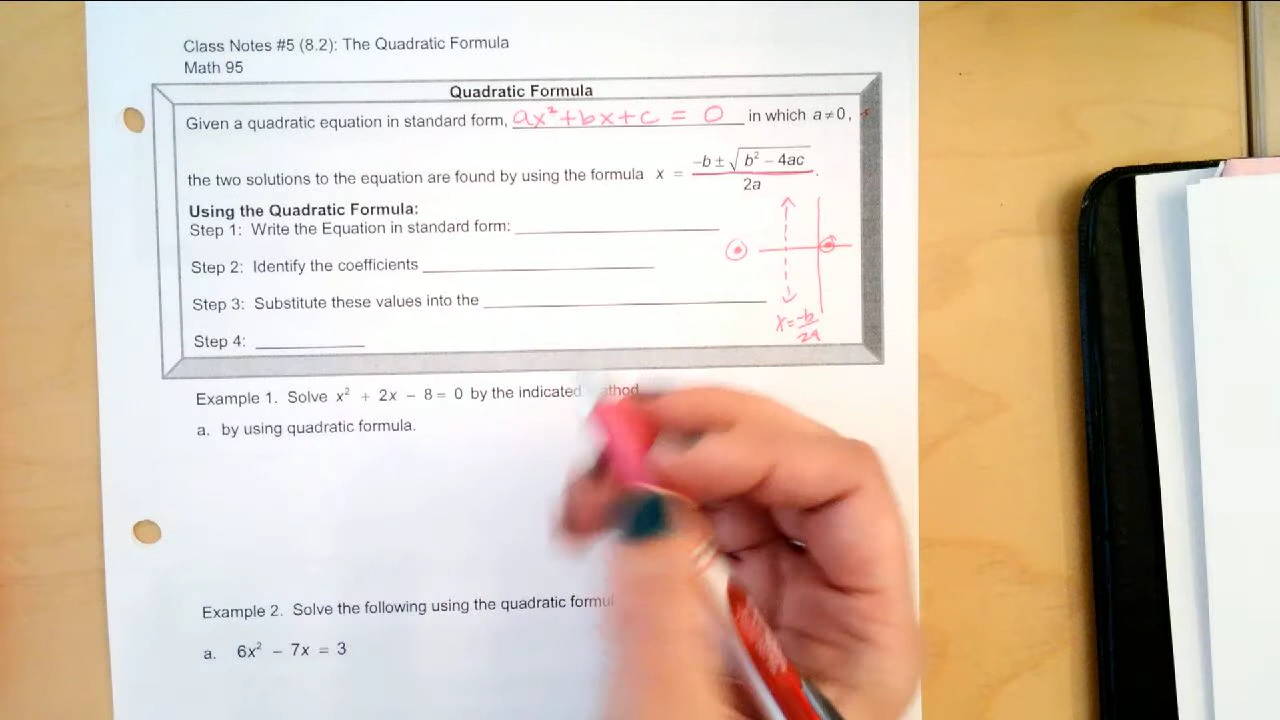 Class Notes #5 (8.2): The Quadratic Formula
Math 95
Quadratic Formula
Given a quadratic equation in standard form, ax²+bx+c = 0 in which a≠0,
the two solutions to the equation are found by using the formula x = (-b ± √(b² - 4ac))/(2a).
Using the Quadratic Formula:
Step 1: Write the Equation in standard form: ____________
Step 2: Identify the coefficients ____________
Step 3: Substitute these values into the ____________
Step 4: ____________
x = -b/2a
Example 1. Solve x² + 2x - 8 = 0 by the indicated
a. by using quadratic formula.
Example 2. Solve the following using the quadratic
a. 6x² - 7x = 3